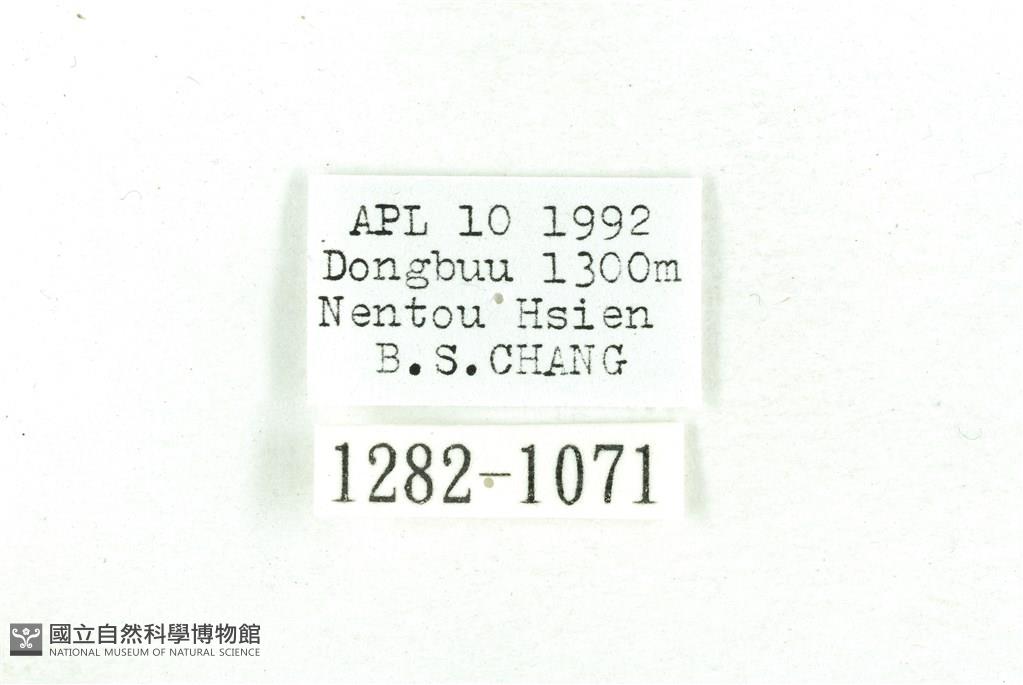 APL 10 1992
Dongbuu 1300m
Nentou Hsien
B.S.CHANG
1282-1071
國立自然科學博物館
NATIONAL MUSEUM OF NATURAL SCIENCE